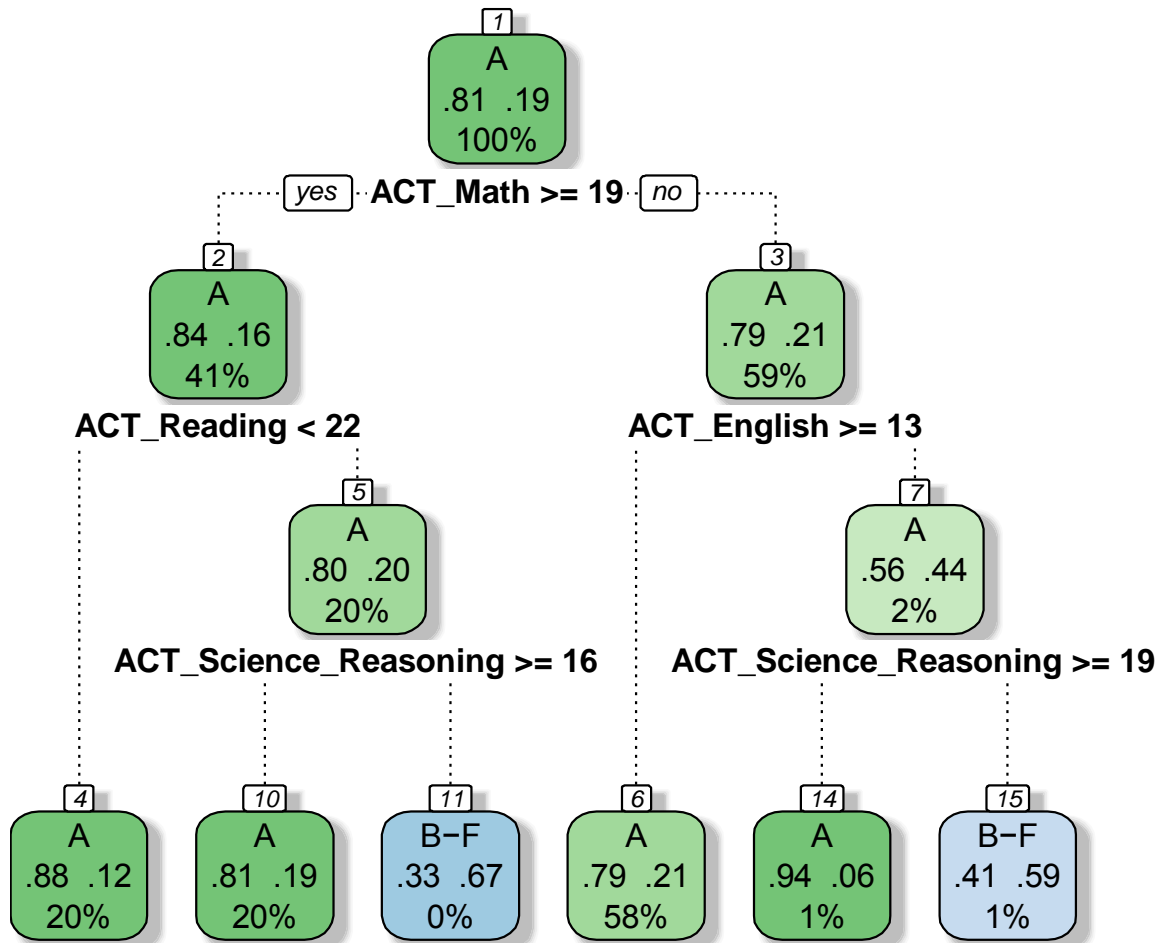 1
A
.81 .19
100%
yes ACT_Math >= 19 no
2
A
.84 .16
41%
3
A
.79 .21
59%
ACT_Reading < 22
ACT_English >= 13
5
A
.80 .20
20%
7
A
.56 .44
2%
ACT_Science_Reasoning >= 16
ACT_Science_Reasoning >= 19
4
A
.88 .12
20%
10
A
.81 .19
20%
11
B−F
.33 .67
0%
6
A
.79 .21
58%
14
A
.94 .06
1%
15
B−F
.41 .59
1%